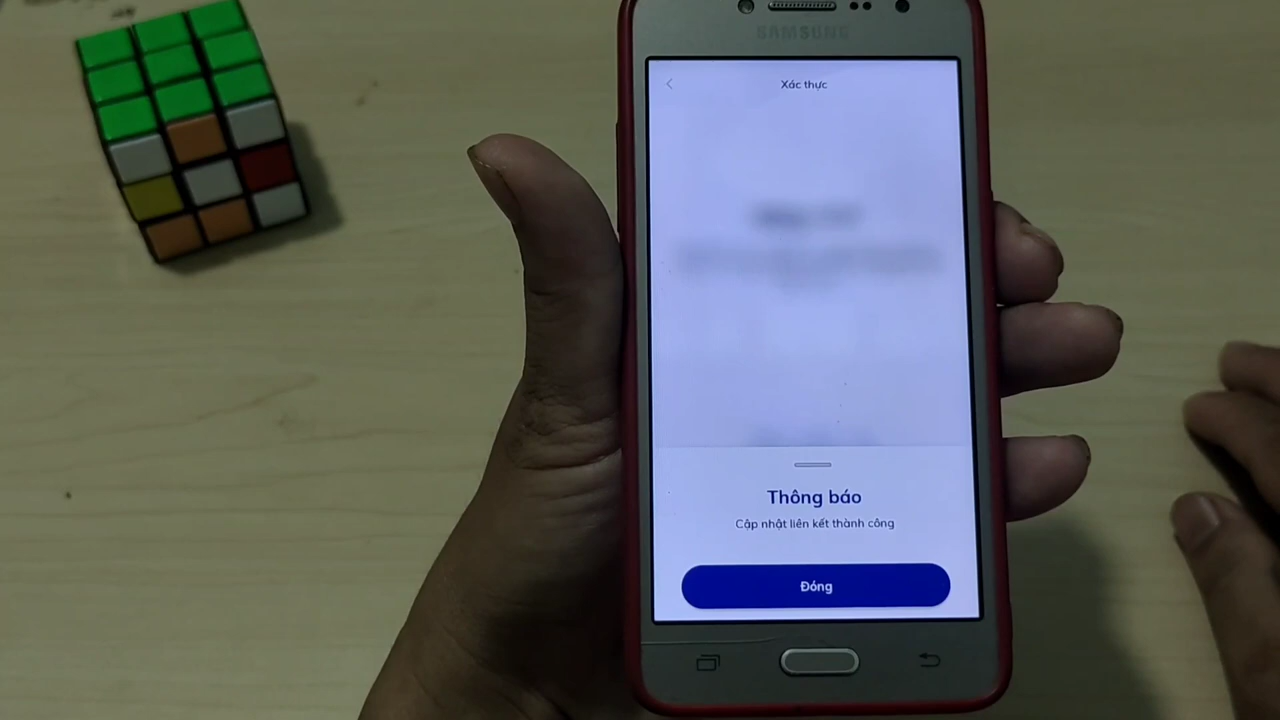 SAMSUNG
Xác thực
Thông báo
Cập nhật liên kết thành công
Đóng